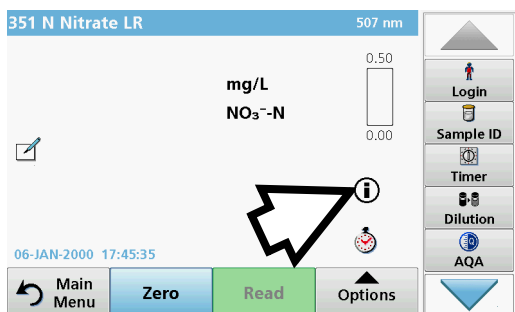 351 N Nitrate LR 507 nm
0.50
mg/L
NO₃⁻-N
0.00
06-JAN-2000 17:45:35
Main
Menu
Zero
Read
Options
Login
Sample ID
Timer
Dilution
AQA